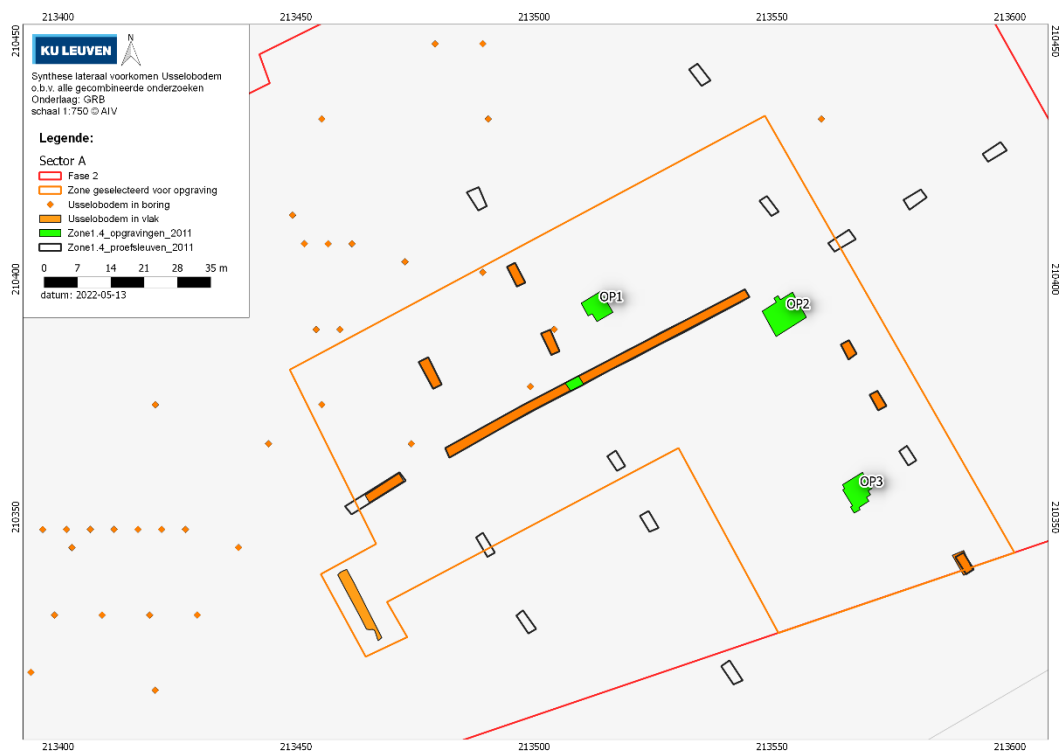 213400 213450 213500 213550 213600
210450 210450
KU LEUVEN
N
Synthese lateraal voorkomen Usselobodem
o.b.v. alle gecombineerde onderzoeken
Onderlaag: GRB
schaal 1:750 © AIV
Legende:
Sector A
Fase 2
Zone geselecteerd voor opgraving
Usselobodem in boring
Usselobodem in vlak
Zone1.4_opgravingen_2011
Zone1.4_proefsleuven_2011
0 7 14 21 28 35 m
datum: 2022-05-13
210400 210400
OP1
OP2
OP3
210350 210350
213400 213450 213500 213550 213600